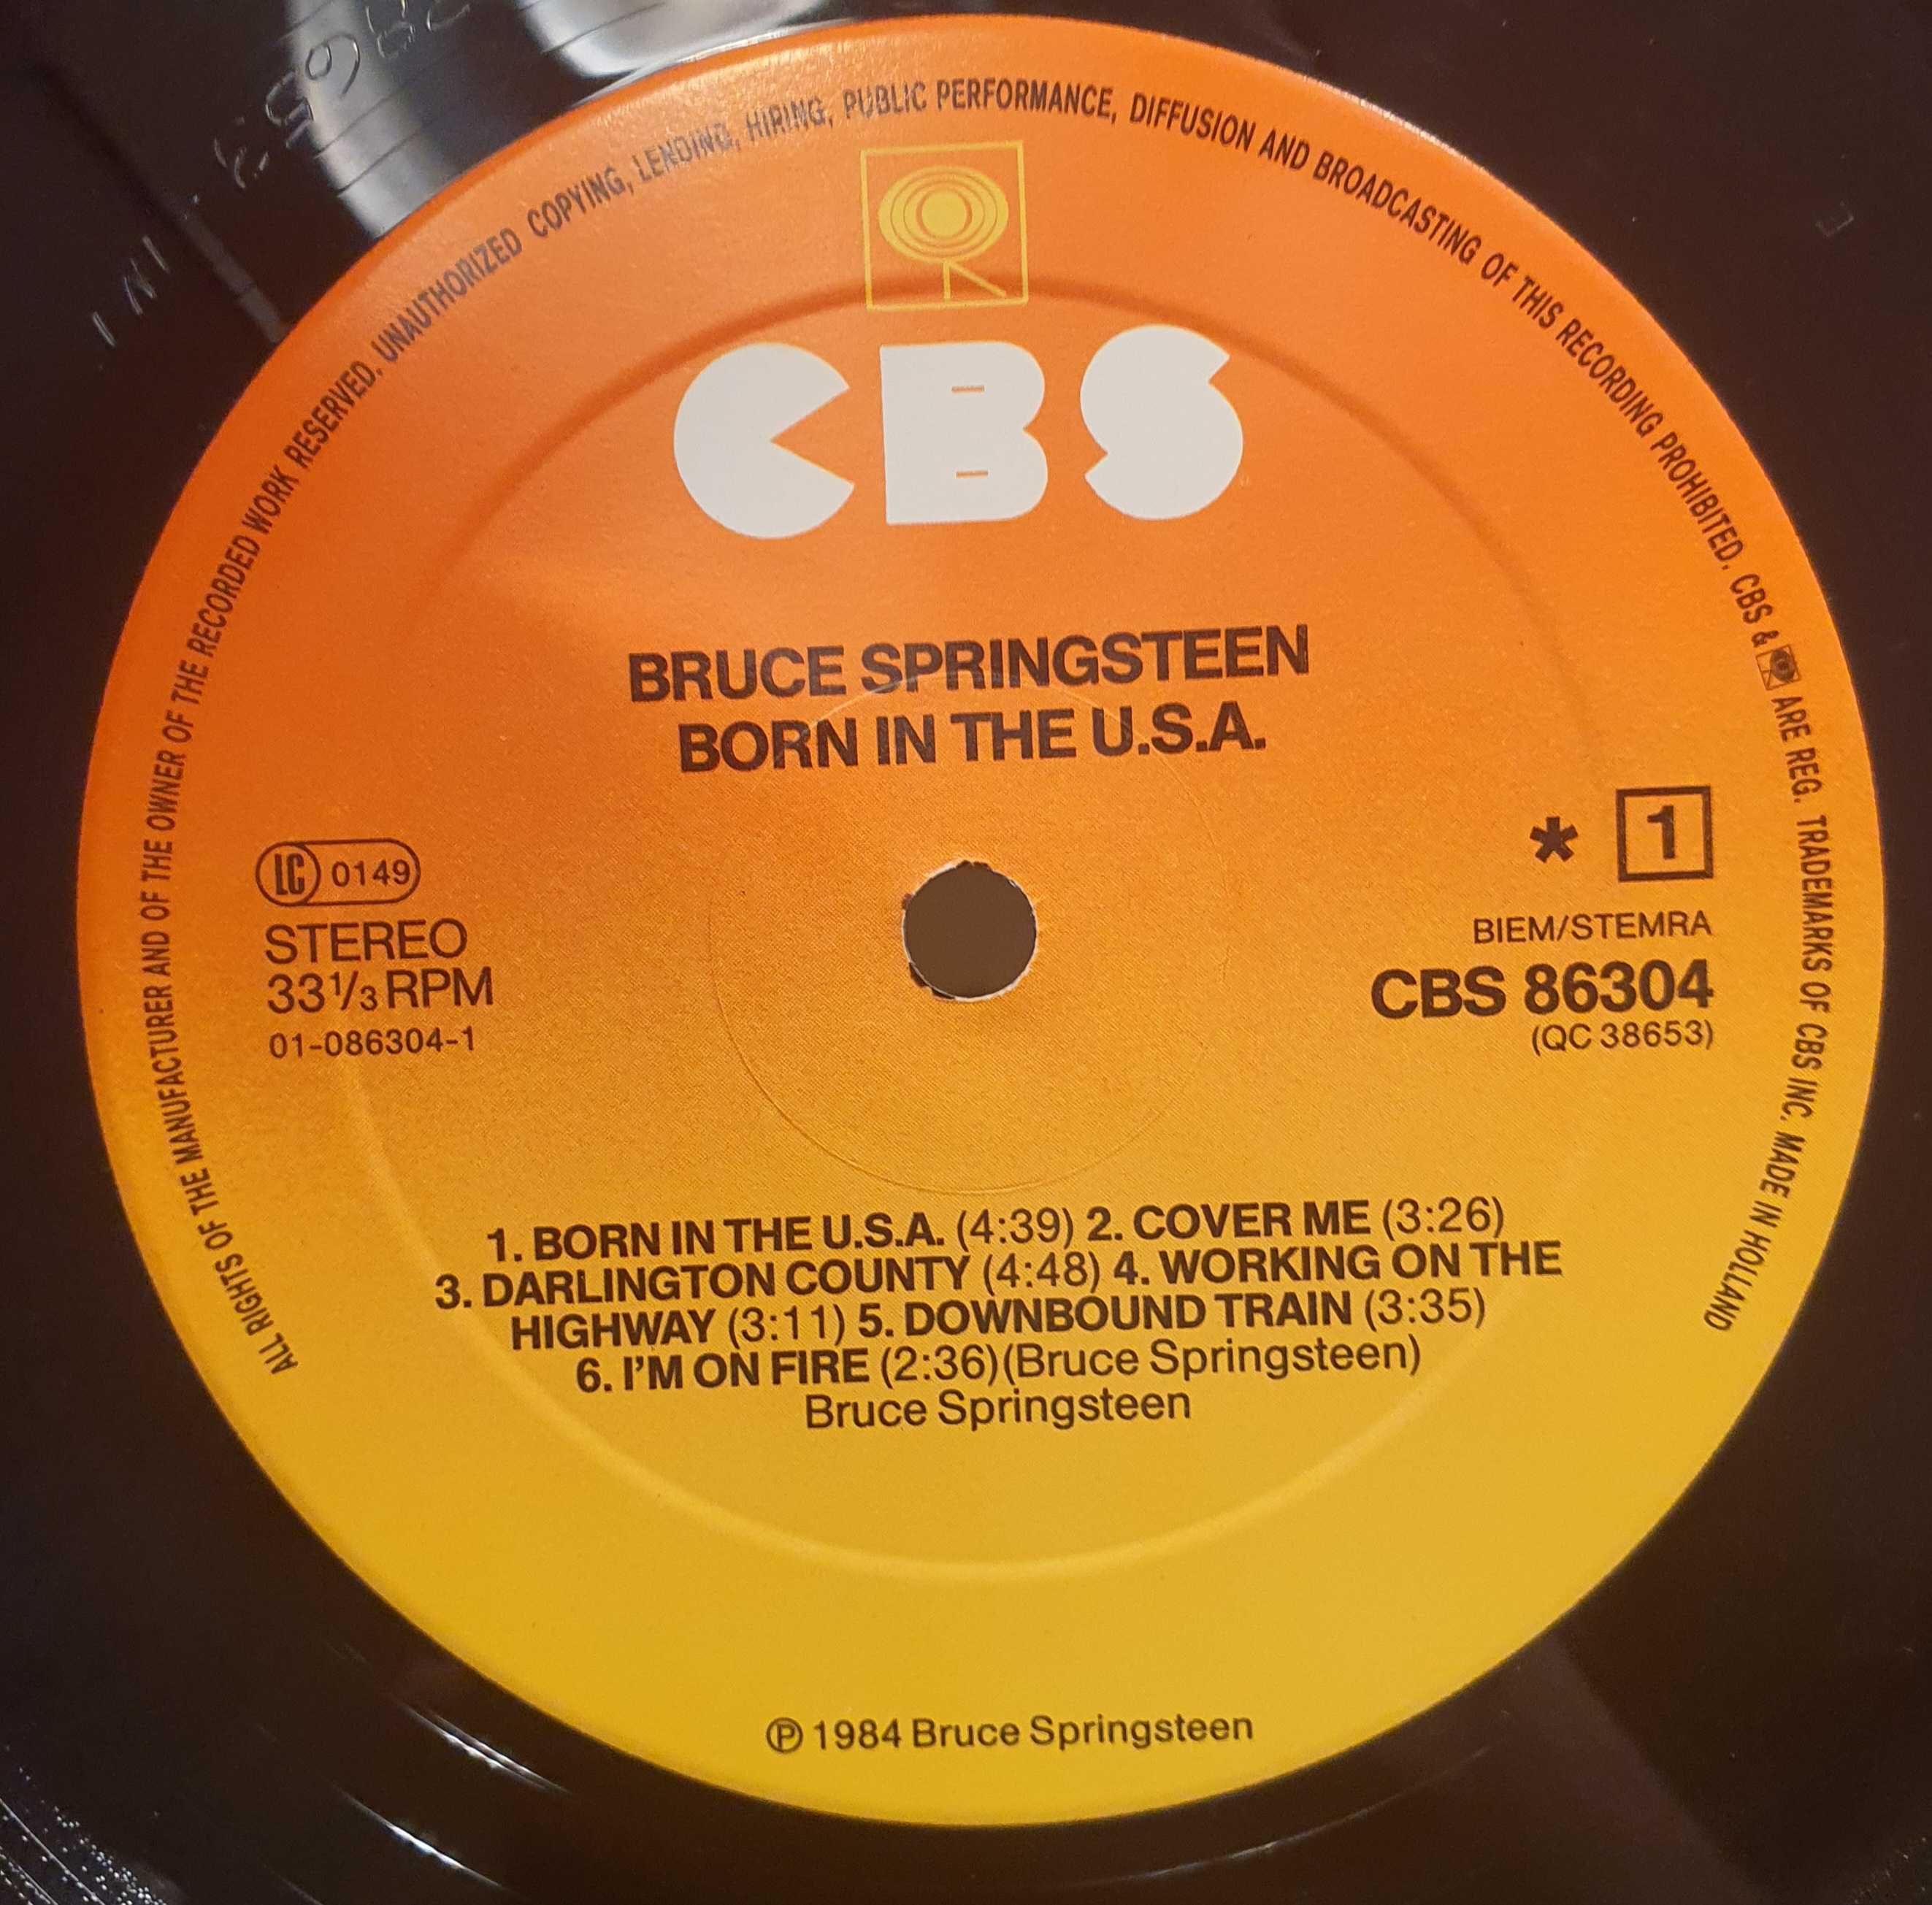 ALL RIGHTS OF THE MANUFACTURER AND OF THE OWNER OF THE RECORDED WORK RESERVED. UNAUTHORIZED COPYING, LENDING, HIRING, PUBLIC PERFORMANCE, DIFFUSION AND BROADCASTING OF THIS RECORDING PROHIBITED. CBS & ARE REG. TRADEMARKS OF CBS INC. MADE IN HOLLAND
CBS
BRUCE SPRINGSTEEN
BORN IN THE U.S.A.
LC 0149
STEREO
33⅓ RPM
01-086304-1
* 1
BIEM/STEMRA
CBS 86304
(QC 38653)
1. BORN IN THE U.S.A. (4:39) 2. COVER ME (3:26)
3. DARLINGTON COUNTY (4:48) 4. WORKING ON THE
HIGHWAY (3:11) 5. DOWNBOUND TRAIN (3:35)
6. I'M ON FIRE (2:36)(Bruce Springsteen)
Bruce Springsteen
℗ 1984 Bruce Springsteen